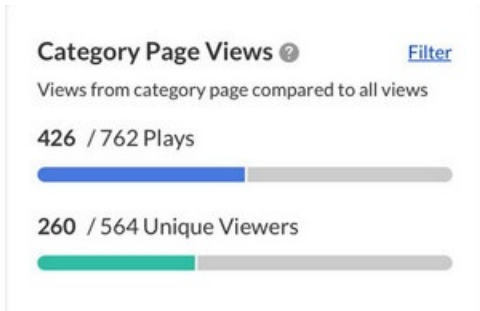 Category Page Views ?
Filter
Views from category page compared to all views
426 / 762 Plays
260 / 564 Unique Viewers